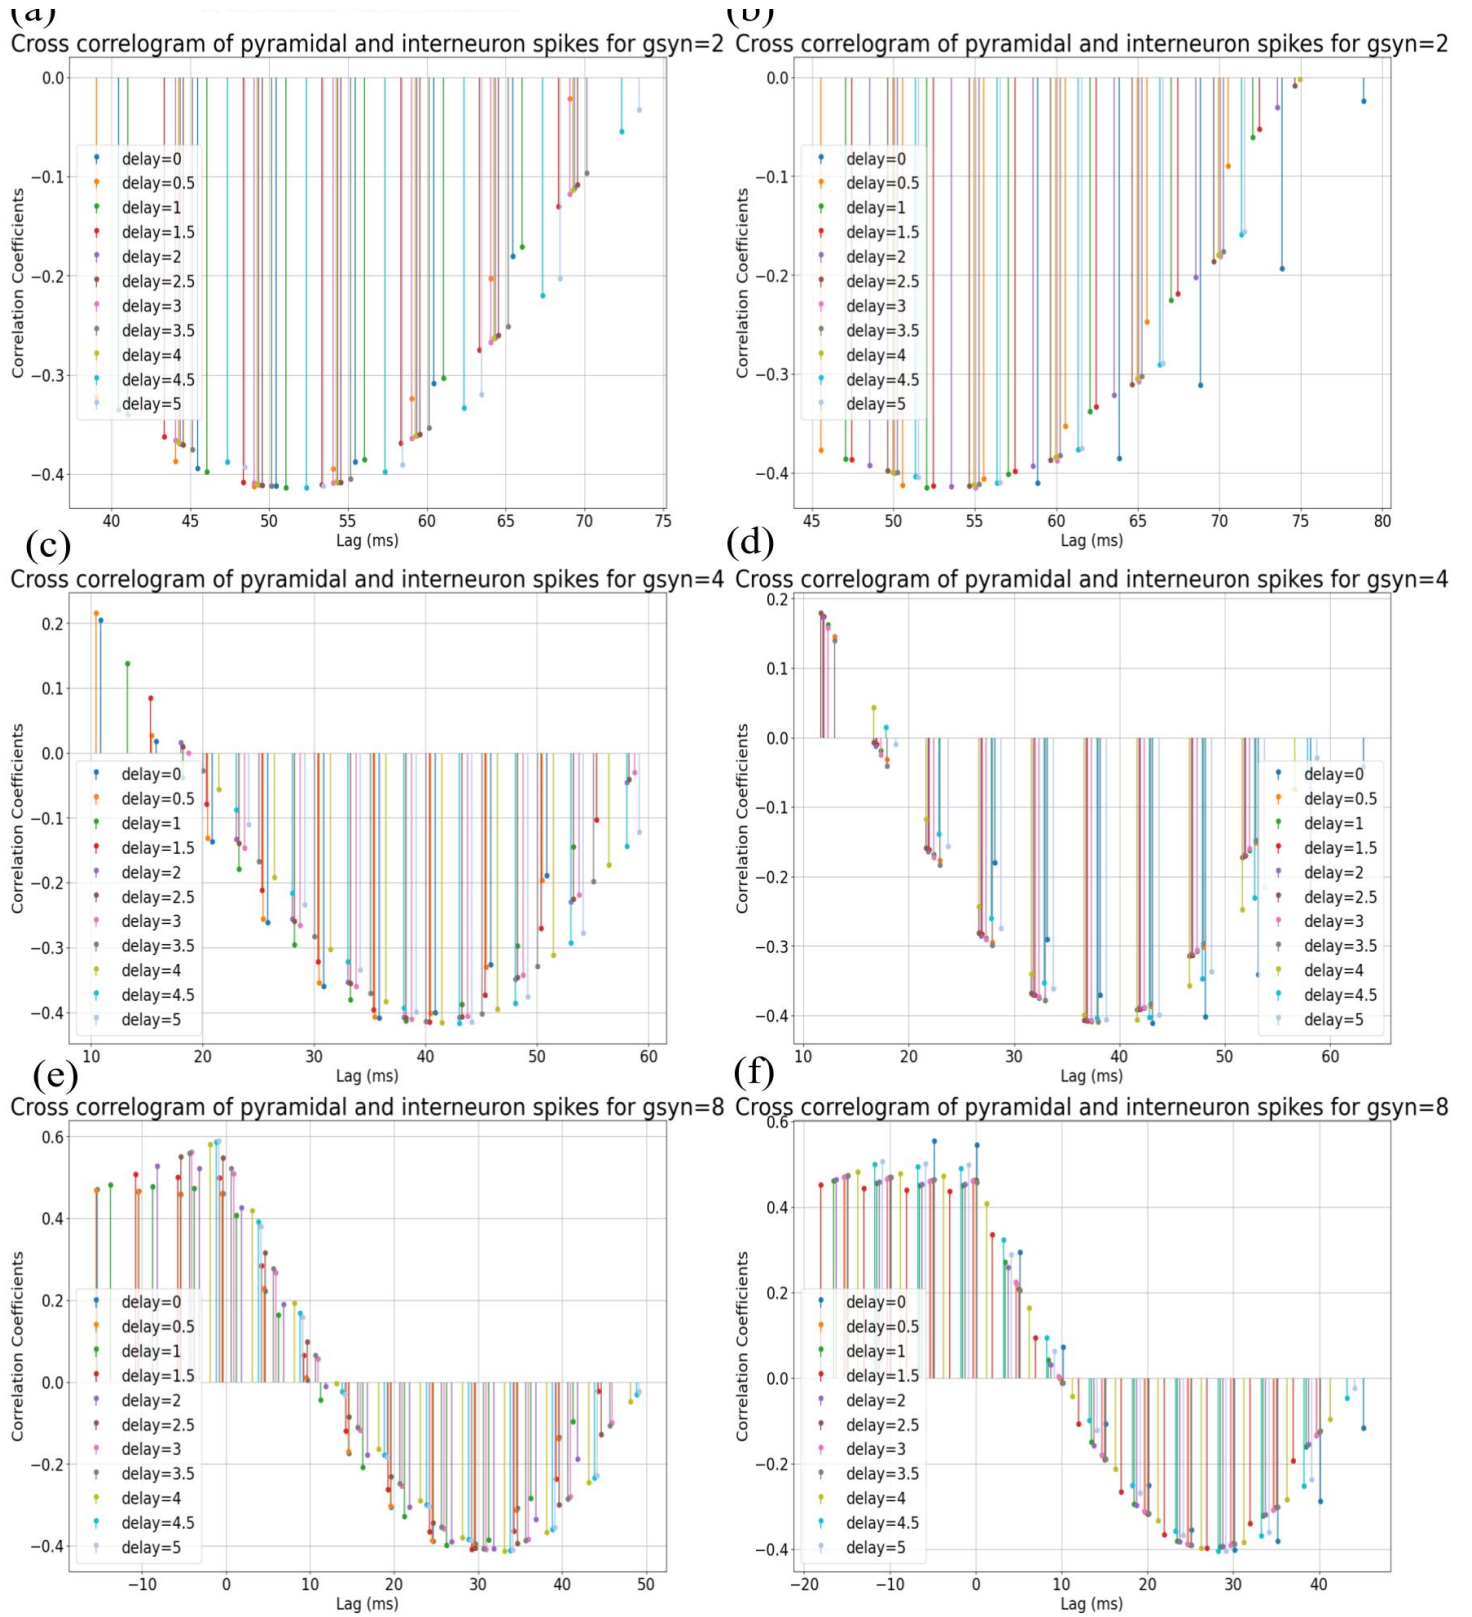 (a)
(b)
Cross correlogram of pyramidal and interneuron spikes for gsyn=2
Cross correlogram of pyramidal and interneuron spikes for gsyn=2
Correlation Coefficients
0.0
−0.1
−0.2
−0.3
−0.4
delay=0
delay=0.5
delay=1
delay=1.5
delay=2
delay=2.5
delay=3
delay=3.5
delay=4
delay=4.5
delay=5
40 45 50 55 60 65 70 75
Lag (ms)
Correlation Coefficients
0.0
−0.1
−0.2
−0.3
−0.4
delay=0
delay=0.5
delay=1
delay=1.5
delay=2
delay=2.5
delay=3
delay=3.5
delay=4
delay=4.5
delay=5
45 50 55 60 65 70 75 80
Lag (ms)
(c)
(d)
Cross correlogram of pyramidal and interneuron spikes for gsyn=4
Cross correlogram of pyramidal and interneuron spikes for gsyn=4
Correlation Coefficients
0.2
0.1
0.0
−0.1
−0.2
−0.3
−0.4
delay=0
delay=0.5
delay=1
delay=1.5
delay=2
delay=2.5
delay=3
delay=3.5
delay=4
delay=4.5
delay=5
10 20 30 40 50 60
Lag (ms)
Correlation Coefficients
0.2
0.1
0.0
−0.1
−0.2
−0.3
−0.4
delay=0
delay=0.5
delay=1
delay=1.5
delay=2
delay=2.5
delay=3
delay=3.5
delay=4
delay=4.5
delay=5
10 20 30 40 50 60
Lag (ms)
(e)
(f)
Cross correlogram of pyramidal and interneuron spikes for gsyn=8
Cross correlogram of pyramidal and interneuron spikes for gsyn=8
Correlation Coefficients
0.6
0.4
0.2
0.0
−0.2
−0.4
delay=0
delay=0.5
delay=1
delay=1.5
delay=2
delay=2.5
delay=3
delay=3.5
delay=4
delay=4.5
delay=5
−10 0 10 20 30 40 50
Lag (ms)
Correlation Coefficients
0.6
0.4
0.2
0.0
−0.2
−0.4
delay=0
delay=0.5
delay=1
delay=1.5
delay=2
delay=2.5
delay=3
delay=3.5
delay=4
delay=4.5
delay=5
−20 −10 0 10 20 30 40
Lag (ms)